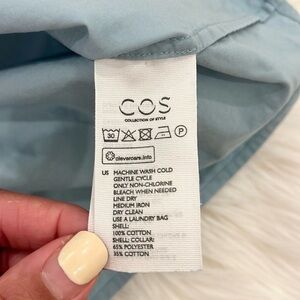 COS
COLLECTION OF STYLE
30
P
clevercare.info
US MACHINE WASH COLD
GENTLE CYCLE
ONLY NON-CHLORINE
BLEACH WHEN NEEDED
LINE DRY
MEDIUM IRON
DRY CLEAN
USE A LAUNDRY BAG
SHELL:
100% COTTON
SHELL: COLLAR:
65% POLYESTER
35% COTTON